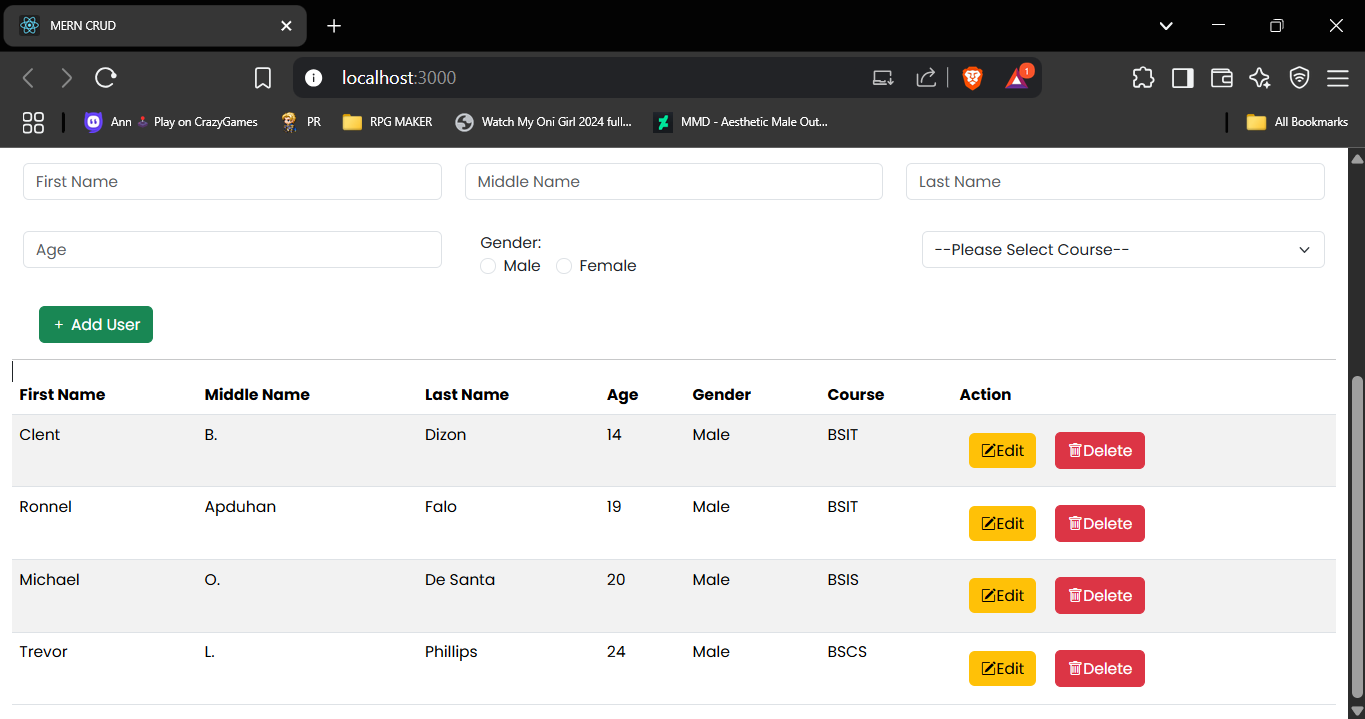 MERN CRUD
localhost:3000
1
Ann Play on CrazyGames PR RPG MAKER Watch My Oni Girl 2024 full... MMD - Aesthetic Male Out... All Bookmarks
First Name Middle Name Last Name
Age Gender: --Please Select Course--
Male Female
+ Add User
First Name Middle Name Last Name Age Gender Course Action
Clent B. Dizon 14 Male BSIT Edit Delete
Ronnel Apduhan Falo 19 Male BSIT Edit Delete
Michael O. De Santa 20 Male BSIS Edit Delete
Trevor L. Phillips 24 Male BSCS Edit Delete